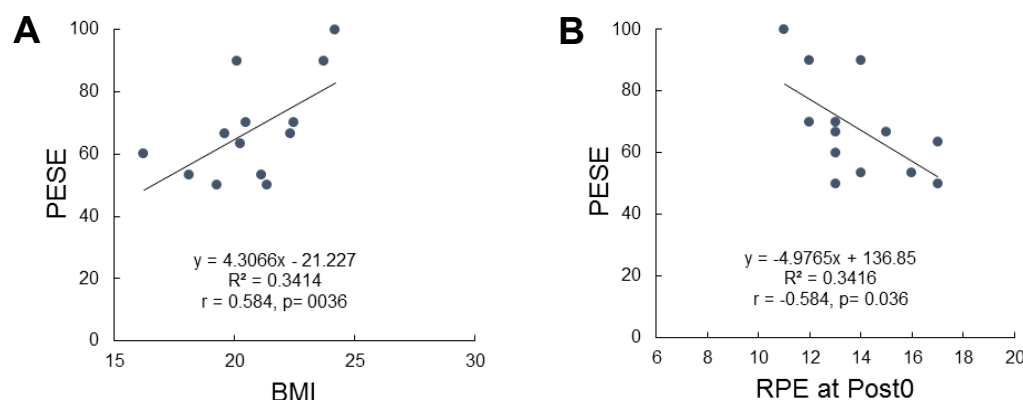 A
PESE
100
80
60
40
20
0
y = 4.3066x - 21.227
R² = 0.3414
r = 0.584, p= 0036
15 20 25 30
BMI
B
PESE
100
80
60
40
20
0
y = -4.9765x + 136.85
R² = 0.3416
r = -0.584, p= 0.036
6 8 10 12 14 16 18 20
RPE at Post0